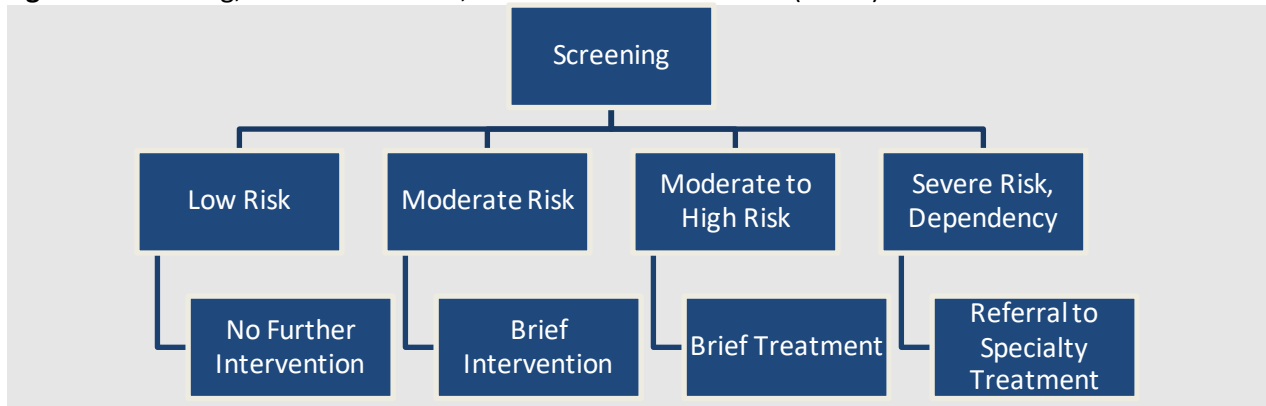 Screening
Low Risk
Moderate Risk
Moderate to
High Risk
Severe Risk,
Dependency
No Further
Intervention
Brief
Intervention
Brief Treatment
Referral to
Specialty
Treatment